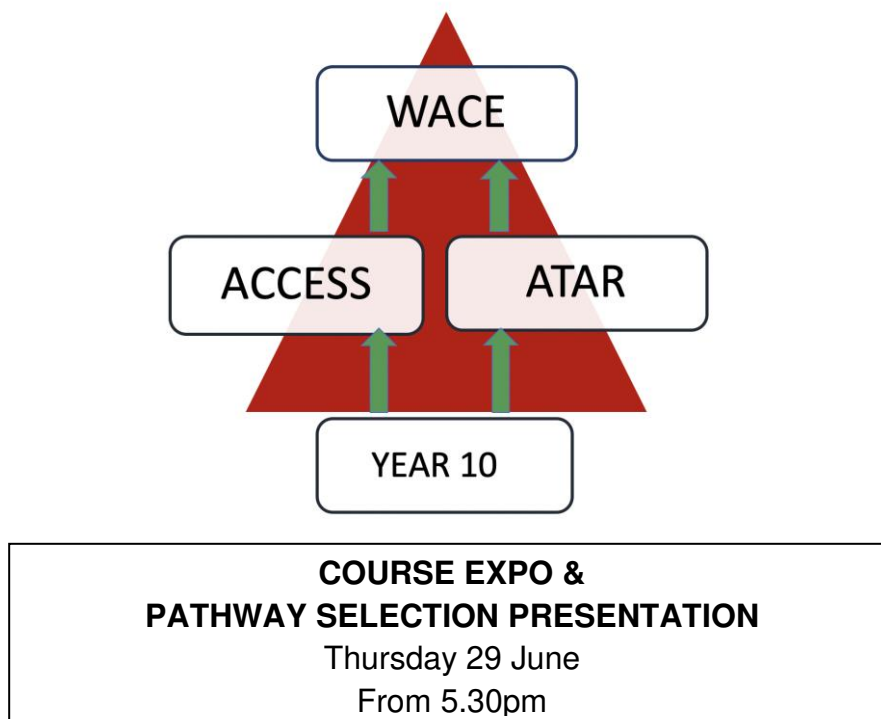 WACE
ACCESS
ATAR
YEAR 10
COURSE EXPO &
PATHWAY SELECTION PRESENTATION
Thursday 29 June
From 5.30pm